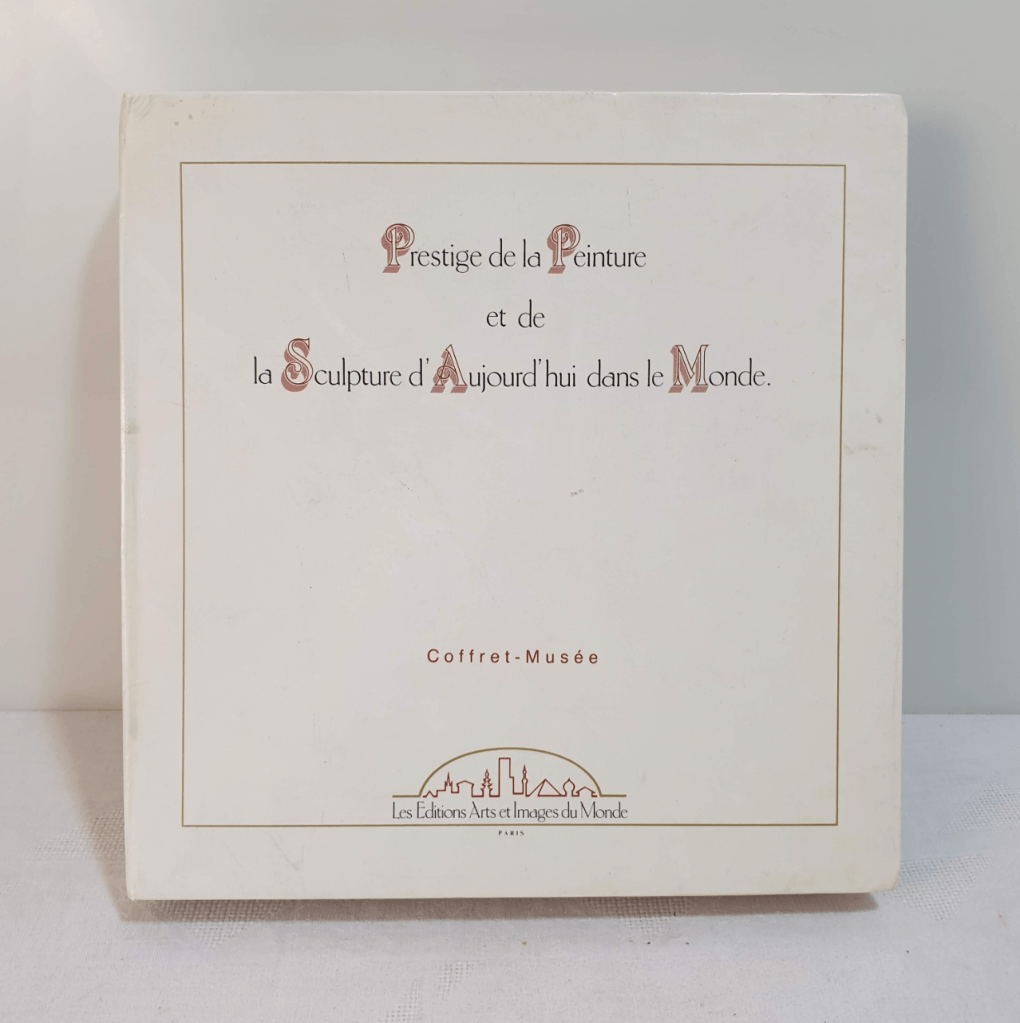 Prestige de la Peinture
et de
la Sculpture d'Aujourd'hui dans le Monde.
Coffret-Musée
Les Editions Arts et Images du Monde
PARIS